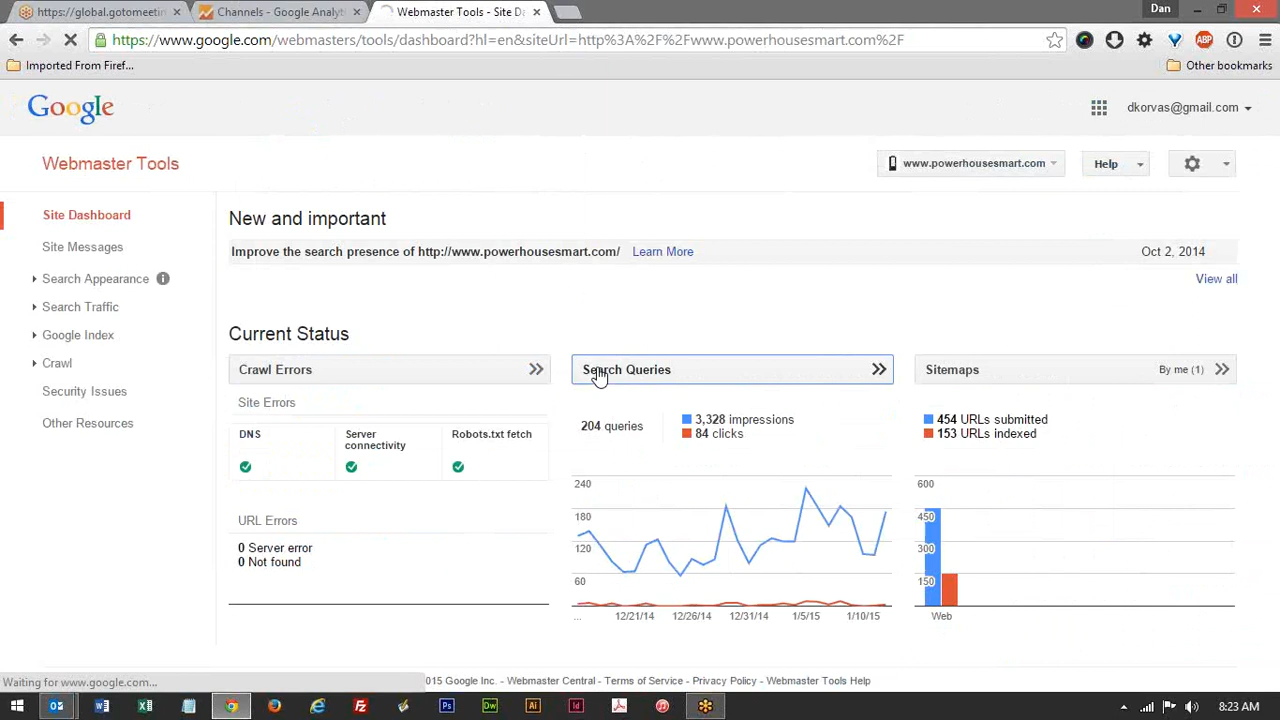 https://global.gotomeetin
Channels - Google Analyt
Webmaster Tools - Site Da
Dan
https://www.google.com/webmasters/tools/dashboard?hl=en&siteUrl=http%3A%2F%2Fwww.powerhousesmart.com%2F
ABP
Imported From Firef...
Other bookmarks
Google
dkorvas@gmail.com
Webmaster Tools
www.powerhousesmart.com
Help
Site Dashboard
Site Messages
Search Appearance
Search Traffic
Google Index
Crawl
Security Issues
Other Resources
New and important
Improve the search presence of http://www.powerhousesmart.com/ Learn More
Oct 2, 2014
View all
Current Status
Crawl Errors
Site Errors
DNS
Server connectivity
Robots.txt fetch
URL Errors
0 Server error
0 Not found
Search Queries
204 queries
3,328 impressions
84 clicks
240
180
120
60
...
12/21/14
12/26/14
12/31/14
1/5/15
1/10/15
Sitemaps
By me (1)
454 URLs submitted
153 URLs indexed
600
450
300
150
Web
Waiting for www.google.com...
015 Google Inc. - Webmaster Central - Terms of Service - Privacy Policy - Webmaster Tools Help
Ps
Dw
Ai
Id
8:23 AM